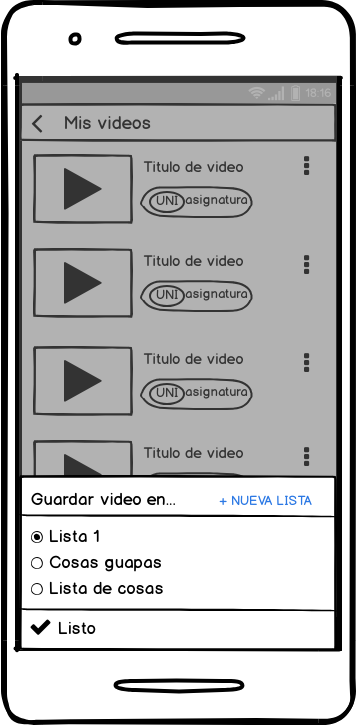 18:16
Mis videos
Titulo de video
UNI asignatura
Titulo de video
UNI asignatura
Titulo de video
UNI asignatura
Titulo de video
Guardar video en...
+ NUEVA LISTA
Lista 1
Cosas guapas
Lista de cosas
Listo